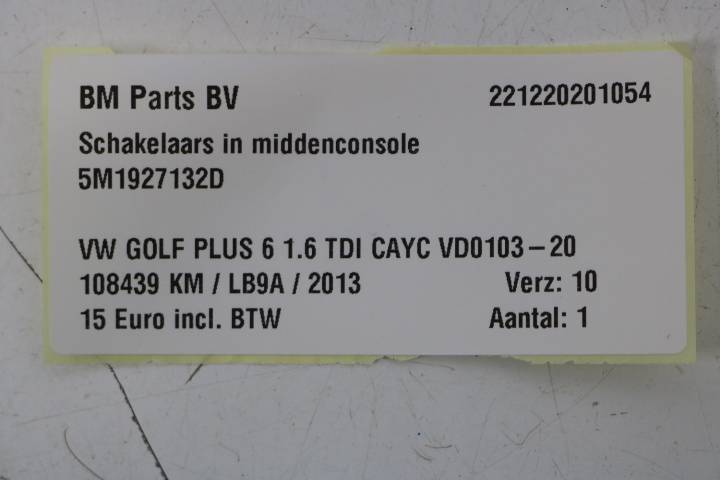 BM Parts BV 221220201054
Schakelaars in middenconsole
5M1927132D
VW GOLF PLUS 6 1.6 TDI CAYC VD0103-20
108439 KM / LB9A / 2013 Verz: 10
15 Euro incl. BTW Aantal: 1